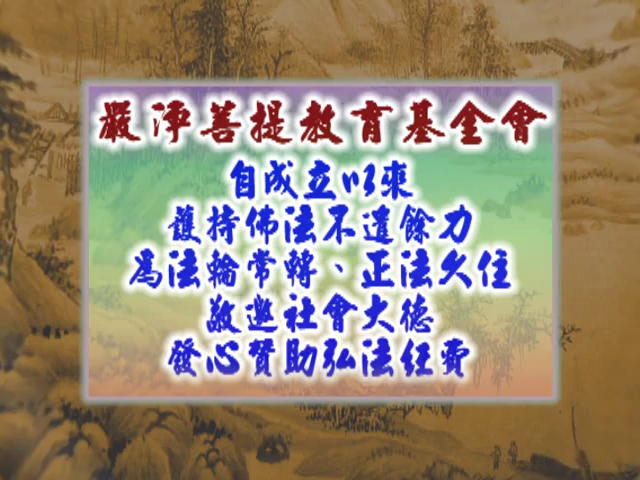 嚴淨菩提教育基金會
自成立以來
護持佛法不遺餘力
為法輪常轉、正法久住
敬邀社會大德
發心贊助弘法經費